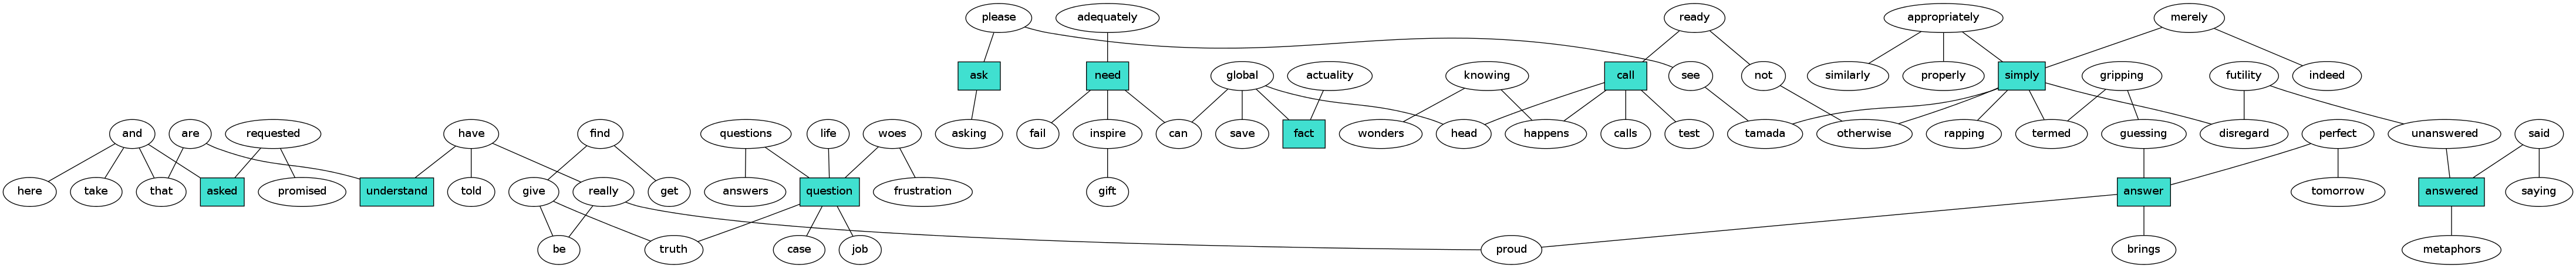 please adequately ready appropriately merely
ask need global actuality knowing call see not similarly properly simply gripping futility indeed
and are requested have find questions life woes asking fail inspire can save fact wonders head happens calls test tamada otherwise rapping termed guessing disregard perfect unanswered said
here take that asked promised understand told give really get answers question frustration gift answer tomorrow answered saying
be truth case job proud brings metaphors